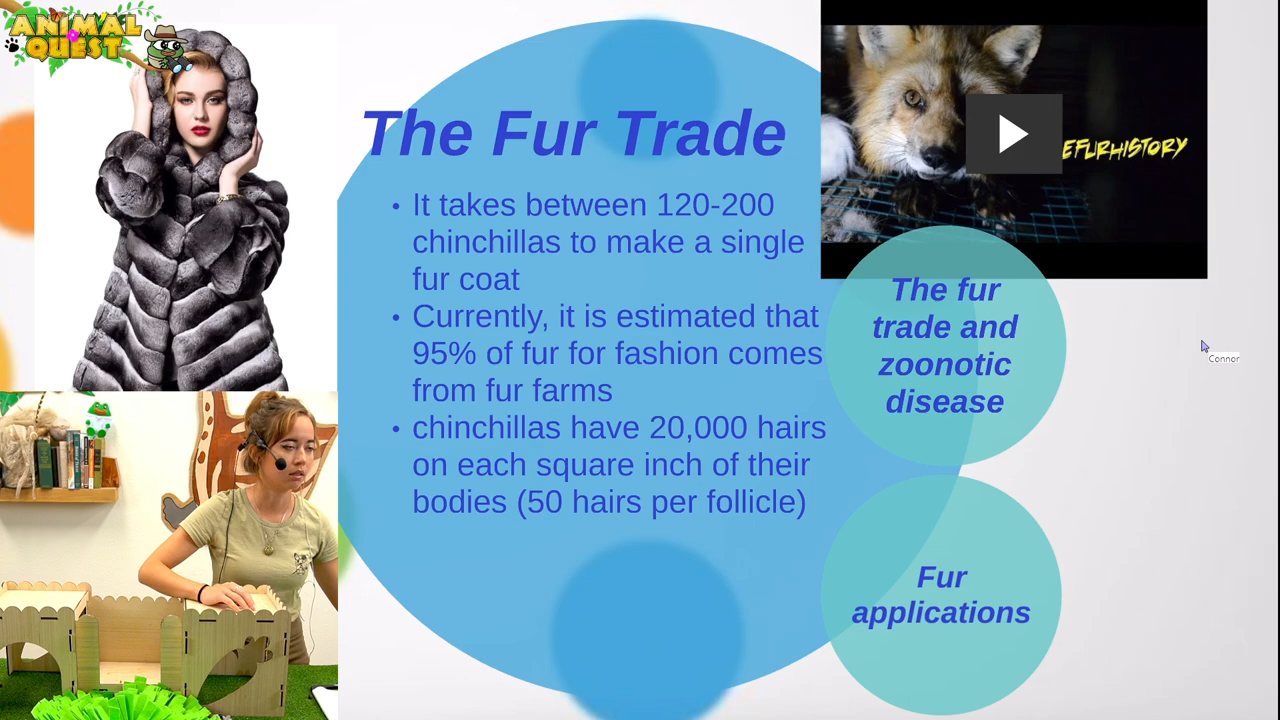 ANIMAL
QUEST
The Fur Trade
• It takes between 120-200
chinchillas to make a single
fur coat
• Currently, it is estimated that
95% of fur for fashion comes
from fur farms
• chinchillas have 20,000 hairs
on each square inch of their
bodies (50 hairs per follicle)
EFURHISTORY
The fur
trade and
zoonotic
disease
Connor
Fur
applications